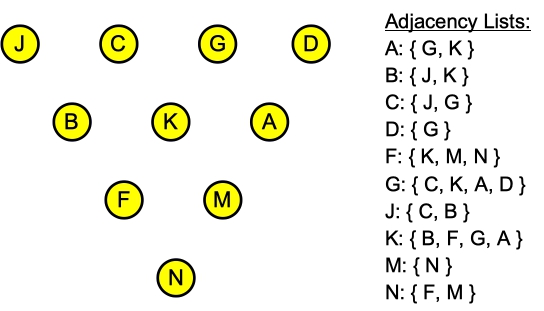 J C G D
B K A
F M
N
Adjacency Lists:
A: { G, K }
B: { J, K }
C: { J, G }
D: { G }
F: { K, M, N }
G: { C, K, A, D }
J: { C, B }
K: { B, F, G, A }
M: { N }
N: { F, M }